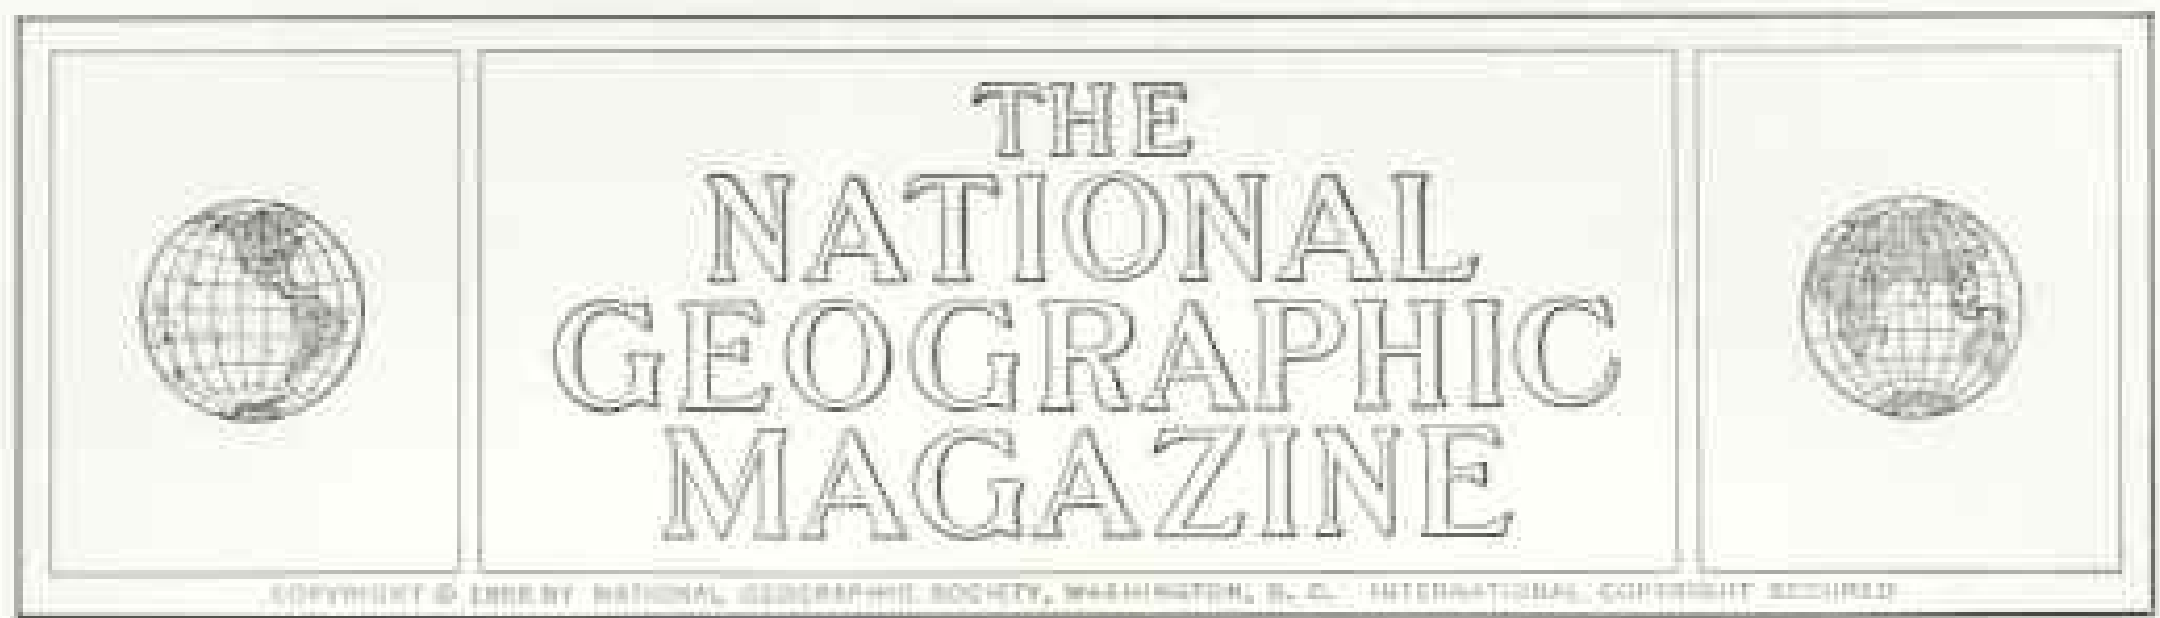 THE
NATIONAL
GEOGRAPHIC
MAGAZINE
COPYRIGHT © BY NATIONAL GEOGRAPHIC SOCIETY, WASHINGTON, D. C. INTERNATIONAL COPYRIGHT SECURED